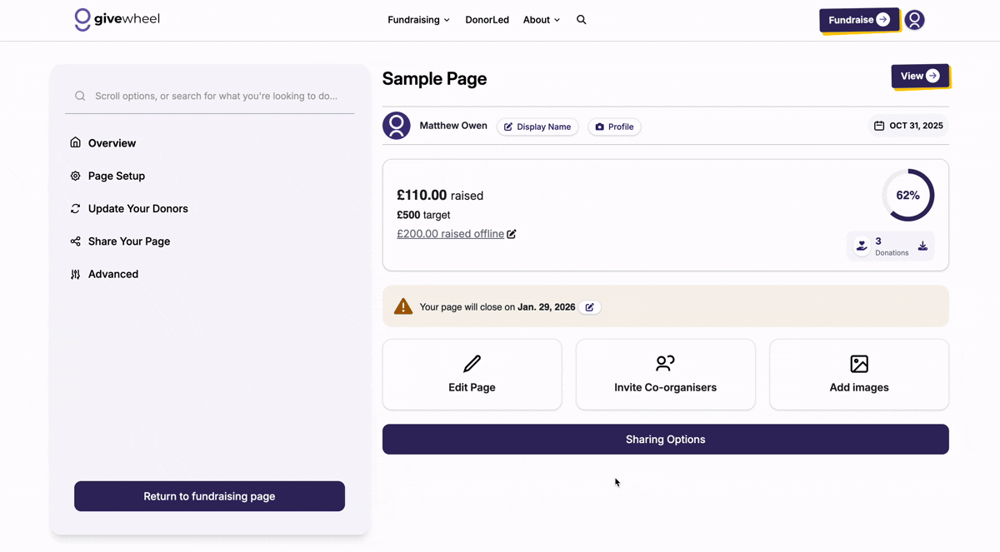 givewheel
Fundraising
DonorLed
About
Fundraise
Scroll options, or search for what you're looking to do...
Overview
Page Setup
Update Your Donors
Share Your Page
Advanced
Return to fundraising page
Sample Page
View
Matthew Owen
Display Name
Profile
OCT 31, 2025
£110.00 raised
£500 target
£200.00 raised offline
62%
3
Donations
Your page will close on Jan. 29, 2026
Edit Page
Invite Co-organisers
Add images
Sharing Options